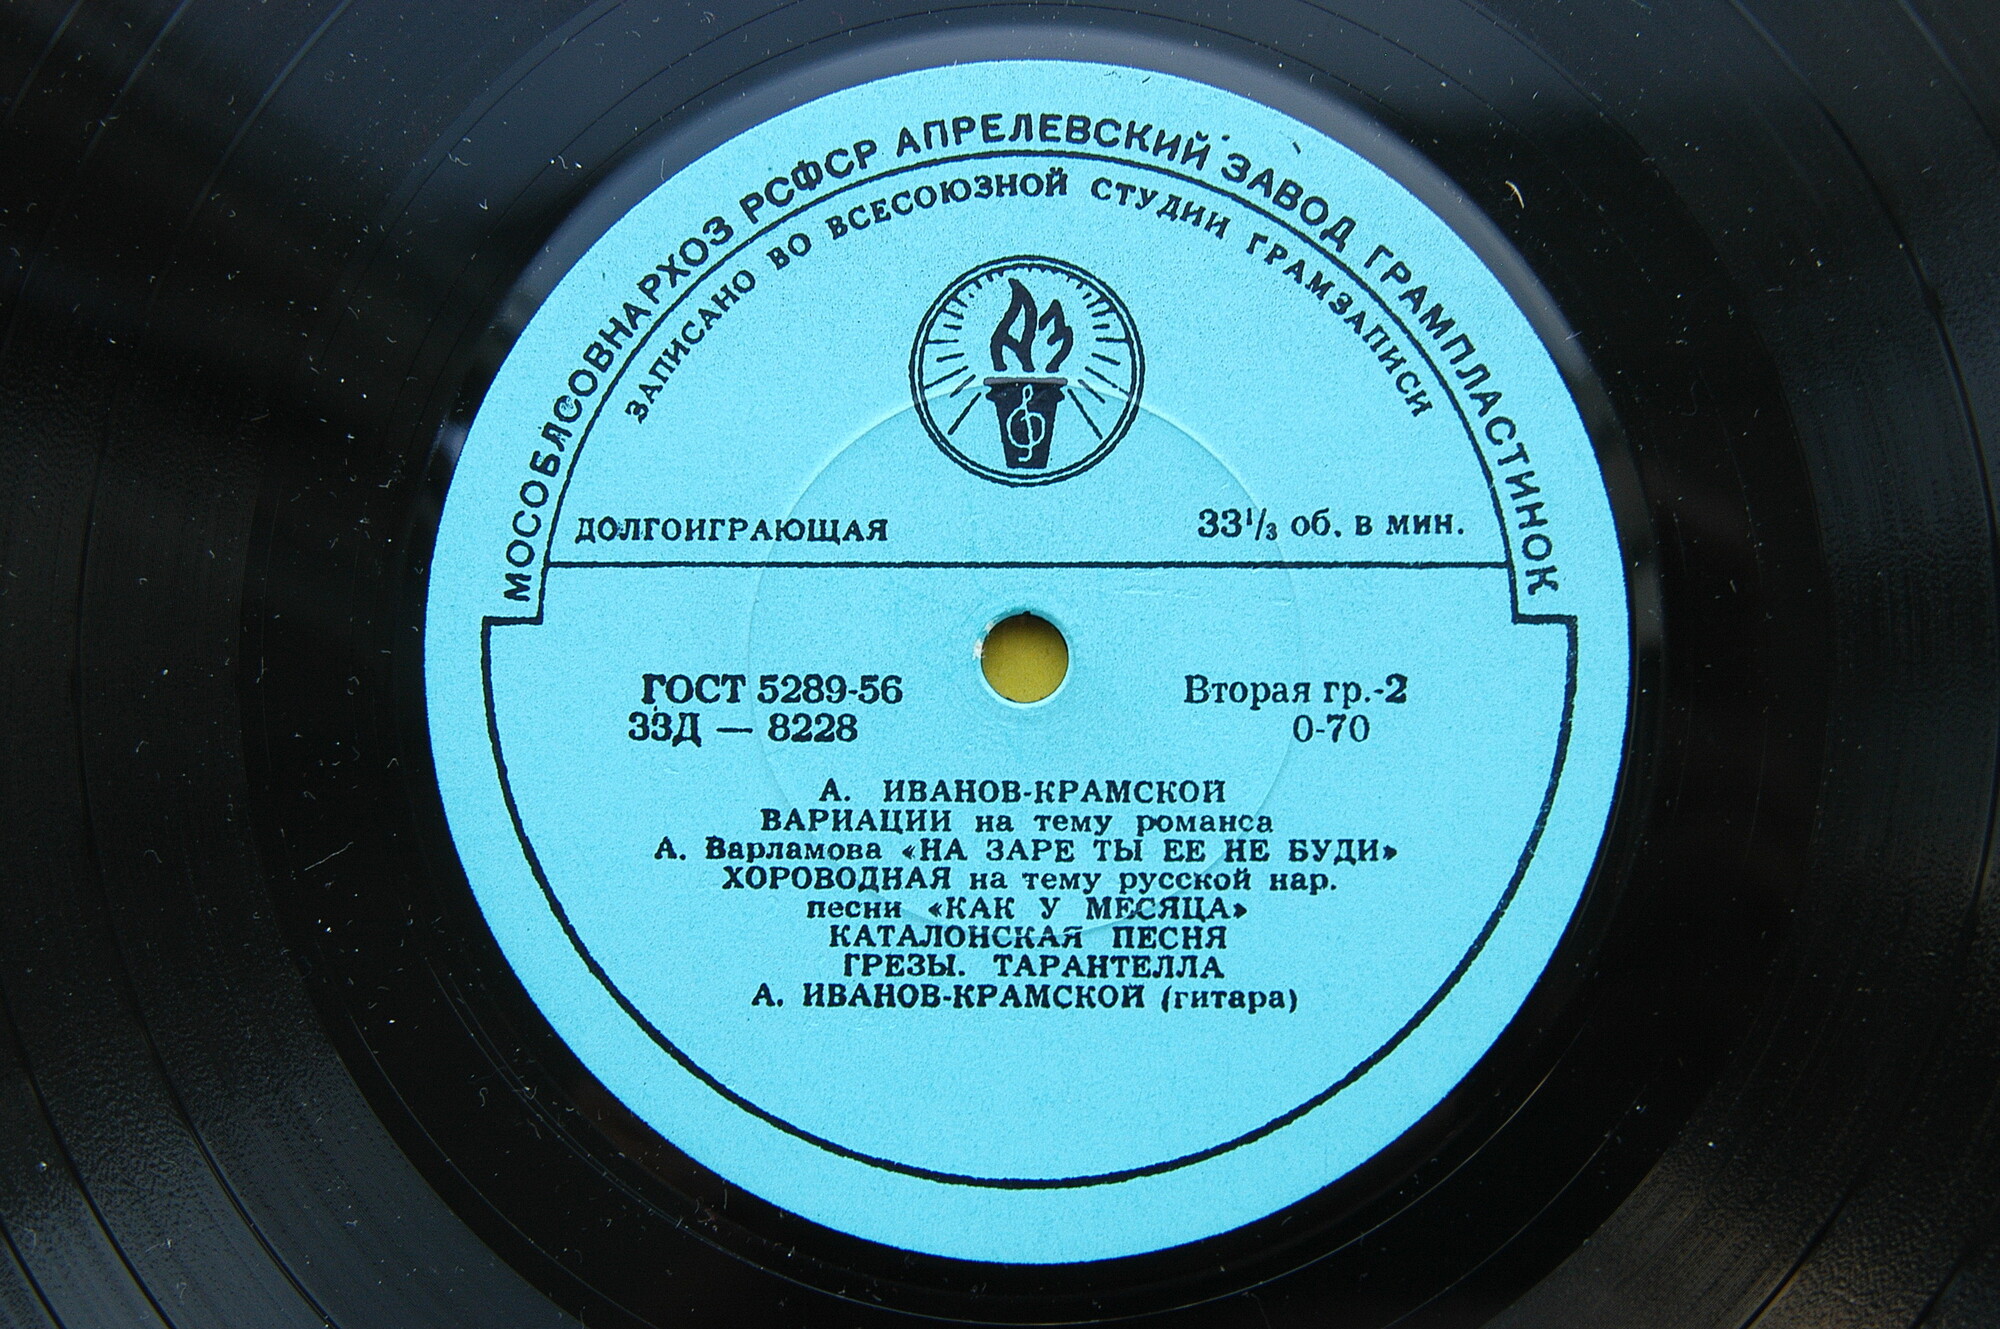 МОСОБЛСОВНАРХОЗ РСФСР АПРЕЛЕВСКИЙ ЗАВОД ГРАМПЛАСТИНОК
ЗАПИСАНО ВО ВСЕСОЮЗНОЙ СТУДИИ ГРАМЗАПИСИ
АЗ
ДОЛГОИГРАЮЩАЯ 33 1/3 об. в мин.
ГОСТ 5289-56 Вторая гр.-2
33Д — 8228 0-70
А. ИВАНОВ-КРАМСКОЙ
ВАРИАЦИИ на тему романса
А. Варламова «НА ЗАРЕ ТЫ ЕЕ НЕ БУДИ»
ХОРОВОДНАЯ на тему русской нар.
песни «КАК У МЕСЯЦА»
КАТАЛОНСКАЯ ПЕСНЯ
ГРЕЗЫ. ТАРАНТЕЛЛА
А. ИВАНОВ-КРАМСКОЙ (гитара)